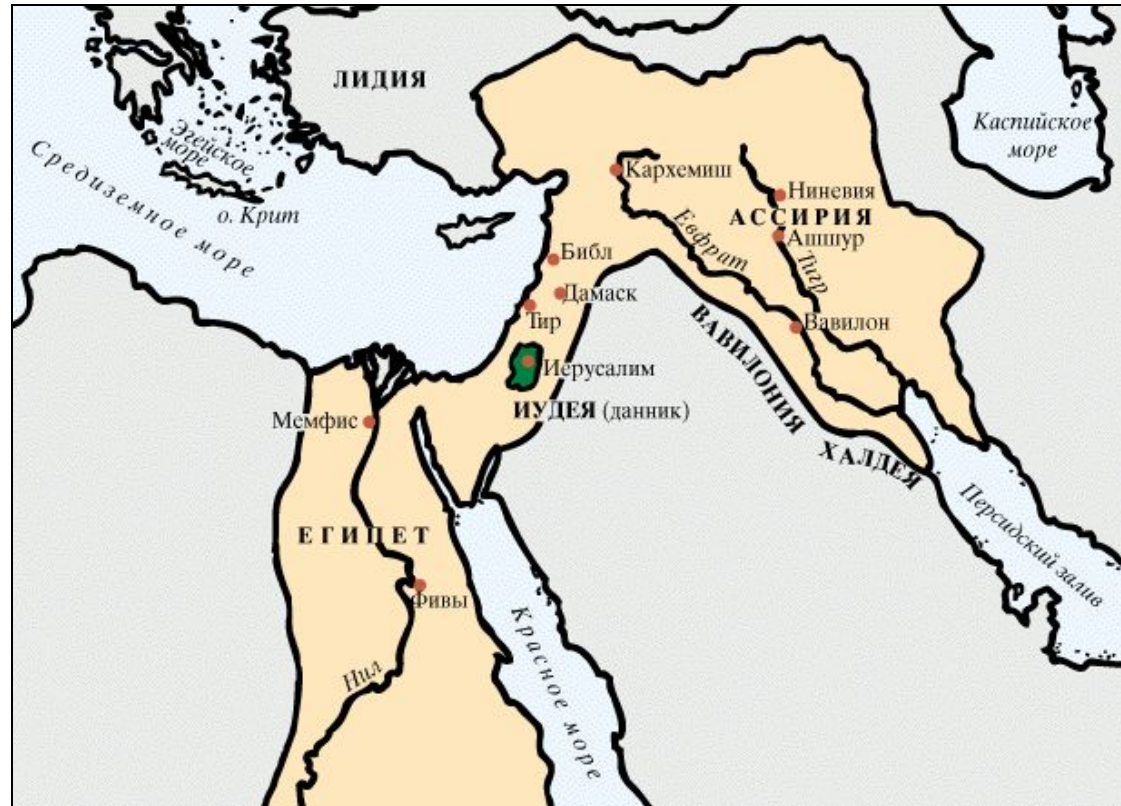 ЛИДИЯ
Каспийское
море
Эгейское
море
Средиземное море
о. Крит
Кархемиш
Ниневия
АССИРИЯ
Ашшур
Евфрат
Тигр
Библ
Дамаск
Тир
Вавилон
ВАВИЛОНИЯ
ХАЛДЕЯ
Иерусалим
ИУДЕЯ (данник)
Мемфис
Персидский залив
ЕГИПЕТ
Фивы
Нил
Красное море